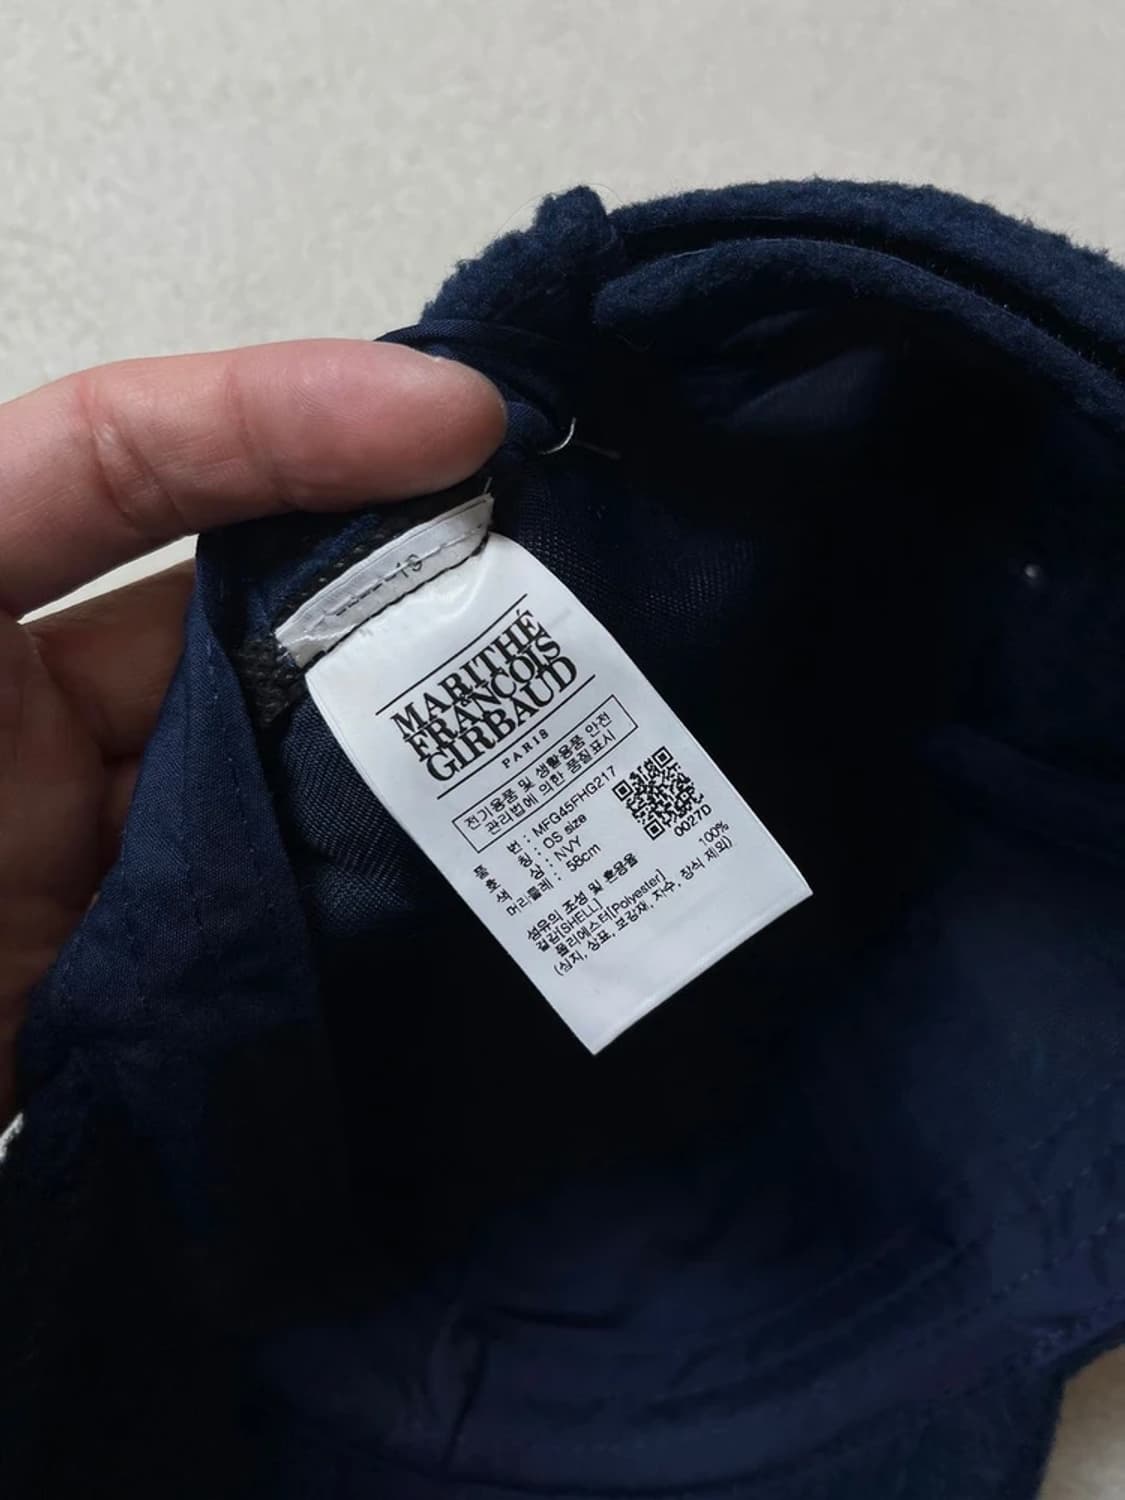 MARITHÉ
FRANÇOIS
GIRBAUD
PARIS
전기용품 및 생활용품 안전
관리법에 의한 품질표시
품 번 : MFG45FHG217
호 칭 : OS size
색 상 : NVY
머리둘레 : 58cm
0027D
섬유의 조성 및 혼용율
겉감[SHELL]
폴리에스터[Polyester] 100%
(심지, 상표, 보강재, 자수, 장식 제외)